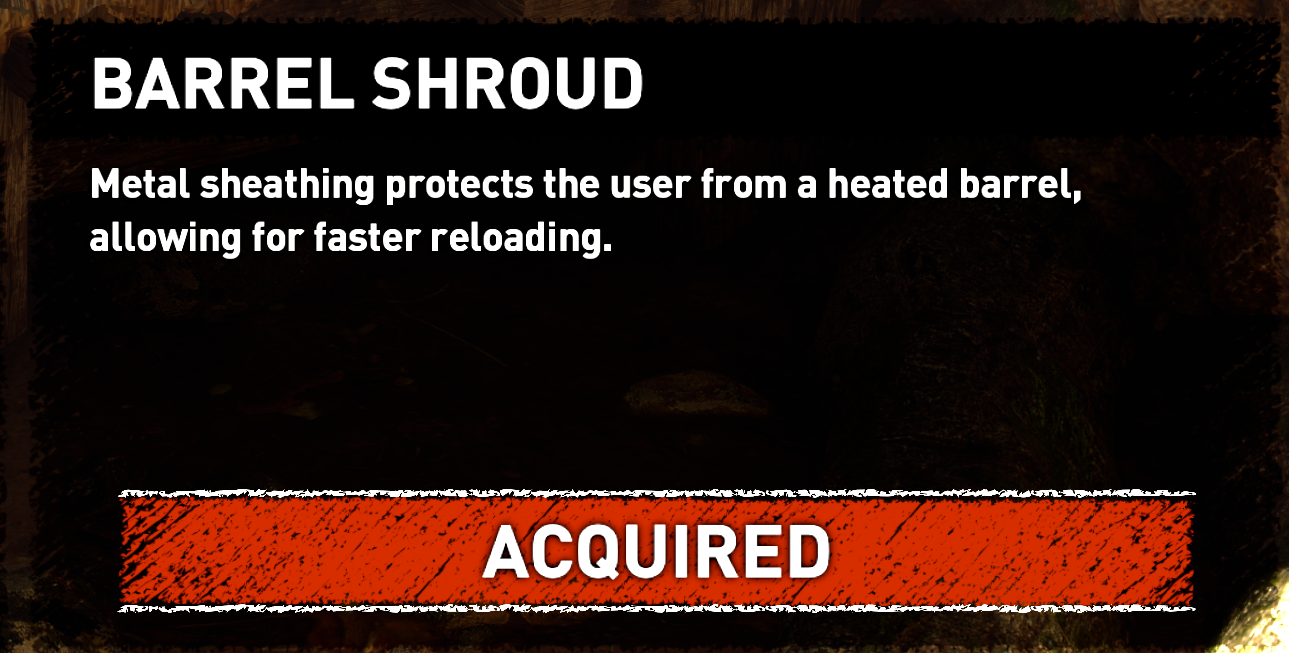 BARREL SHROUD
Metal sheathing protects the user from a heated barrel,
allowing for faster reloading.
ACQUIRED